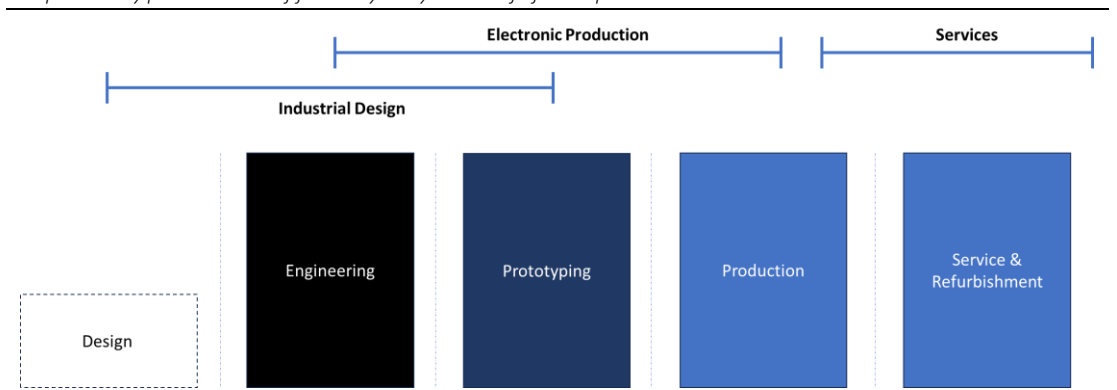 Electronic Production
Services
Industrial Design
Engineering
Prototyping
Production
Service &
Refurbishment
Design